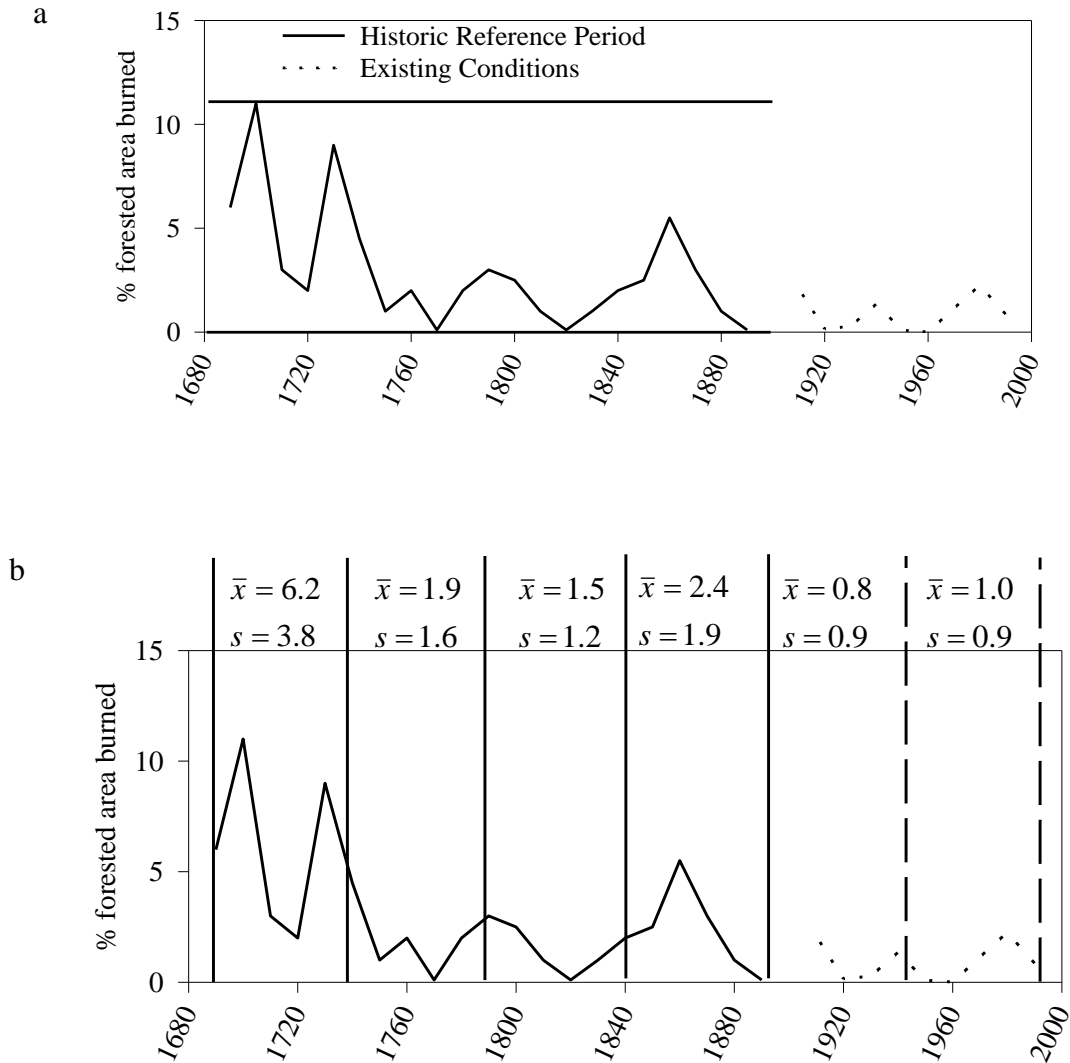 a
Historic Reference Period
Existing Conditions
% forested area burned
15
10
5
0
1680
1720
1760
1800
1840
1880
1920
1960
2000
b
x̄ = 6.2
s = 3.8
x̄ = 1.9
s = 1.6
x̄ = 1.5
s = 1.2
x̄ = 2.4
s = 1.9
x̄ = 0.8
s = 0.9
x̄ = 1.0
s = 0.9
% forested area burned
15
10
5
0
1680
1720
1760
1800
1840
1880
1920
1960
2000